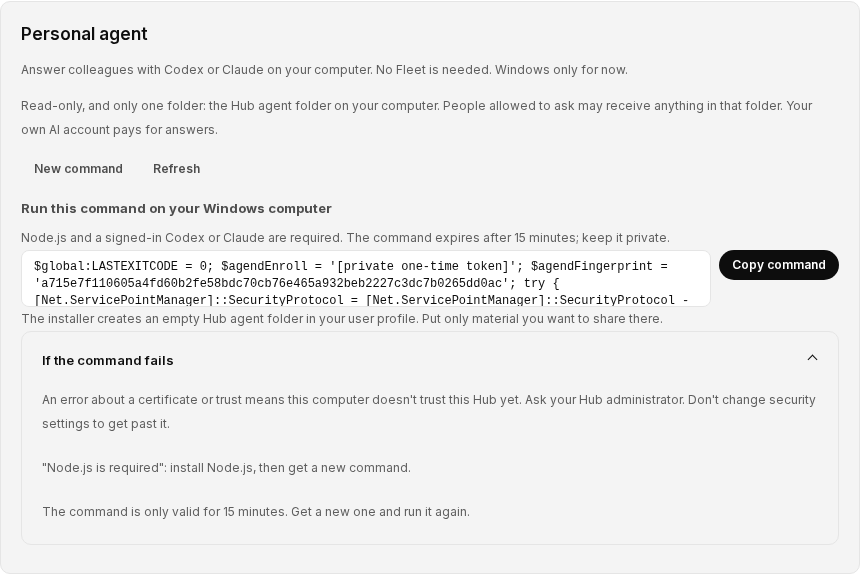 Personal agent
Answer colleagues with Codex or Claude on your computer. No Fleet is needed. Windows only for now.
Read-only, and only one folder: the Hub agent folder on your computer. People allowed to ask may receive anything in that folder. Your
own AI account pays for answers.
New command Refresh
Run this command on your Windows computer
Node.js and a signed-in Codex or Claude are required. The command expires after 15 minutes; keep it private.
$global:LASTEXITCODE = 0; $agendEnroll = '[private one-time token]'; $agendFingerprint =
'a715e7f110605a4fd60b2fe58bdc70cb76e465a932beb2227c3dc7b0265dd0ac'; try {
[Net.ServicePointManager]::SecurityProtocol = [Net.ServicePointManager]::SecurityProtocol -
Copy command
The installer creates an empty Hub agent folder in your user profile. Put only material you want to share there.
If the command fails
An error about a certificate or trust means this computer doesn't trust this Hub yet. Ask your Hub administrator. Don't change security
settings to get past it.
"Node.js is required": install Node.js, then get a new command.
The command is only valid for 15 minutes. Get a new one and run it again.